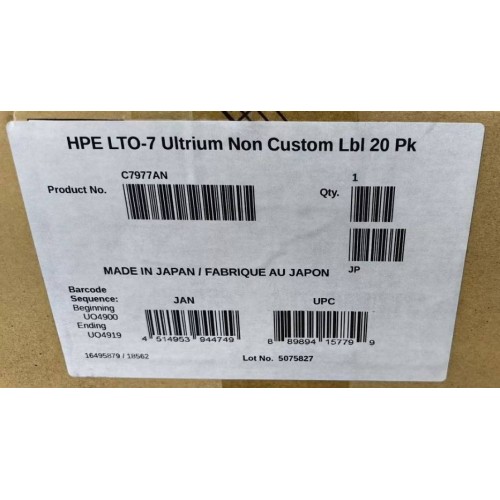 HPE LTO-7 Ultrium Non Custom Lbl 20 Pk
Product No. C7977AN
Qty. 1
JP
MADE IN JAPAN / FABRIQUE AU JAPON
Barcode
Sequence:
Beginning
UO4900
Ending
UO4919
JAN
4 514953 944749
UPC
8 89894 15779 9
16495879 / 18562
Lot No. 5075827